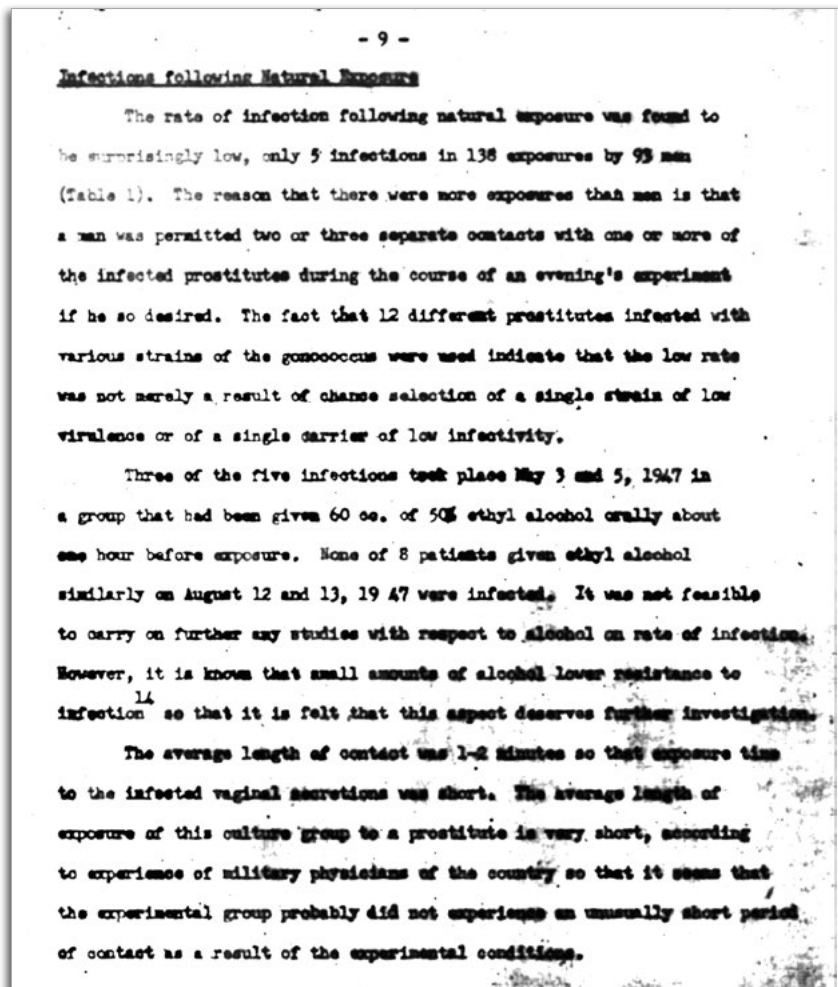 - 9 -
Infections following Natural Exposure
The rate of infection following natural exposure was found to
be surprisingly low, only 5 infections in 138 exposures by 93 men
(Table 1). The reason that there were more exposures than men is that
a man was permitted two or three separate contacts with one or more of
the infected prostitutes during the course of an evening's experiment
if he so desired. The fact that 12 different prostitutes infected with
various strains of the gonococcus were used indicate that the low rate
was not merely a result of chance selection of a single strain of low
virulence or of a single carrier of low infectivity.
Three of the five infections took place May 3 and 5, 1947 in
a group that had been given 60 cc. of 50% ethyl alcohol orally about
one hour before exposure. None of 8 patients given ethyl alcohol
similarly on August 12 and 13, 19 47 were infected. It was not feasible
to carry on further any studies with respect to alcohol on rate of infection.
However, it is known that small amounts of alcohol lower resistance to
infection14 so that it is felt that this aspect deserves further investigation.
The average length of contact was 1-2 minutes so that exposure time
to the infected vaginal secretions was short. The average length of
exposure of this culture group to a prostitute is very short, according
to experience of military physicians of the country so that it seems that
the experimental group probably did not experience an unusually short period
of contact as a result of the experimental conditions.